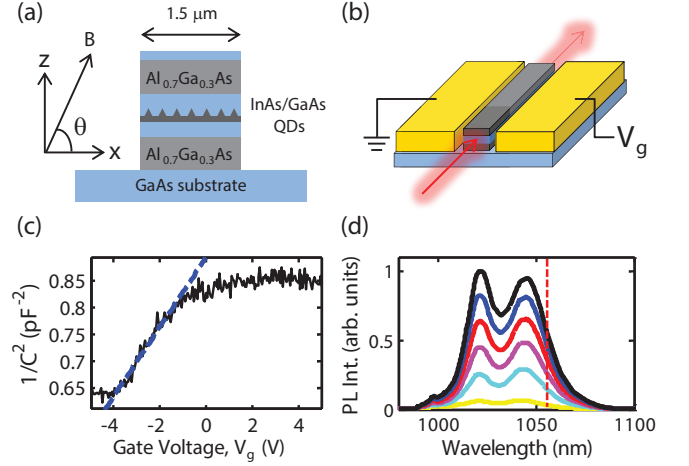 (a)
1.5 μm
B
z
θ
x
Al0.7Ga0.3As
InAs/GaAs
QDs
Al0.7Ga0.3As
GaAs substrate
(b)
Vg
(c)
1/C² (pF⁻²)
0.85
0.8
0.75
0.7
0.65
-4 -2 0 2 4
Gate Voltage, Vg (V)
(d)
PL Int. (arb. units)
1
0.5
0
1000 1050 1100
Wavelength (nm)